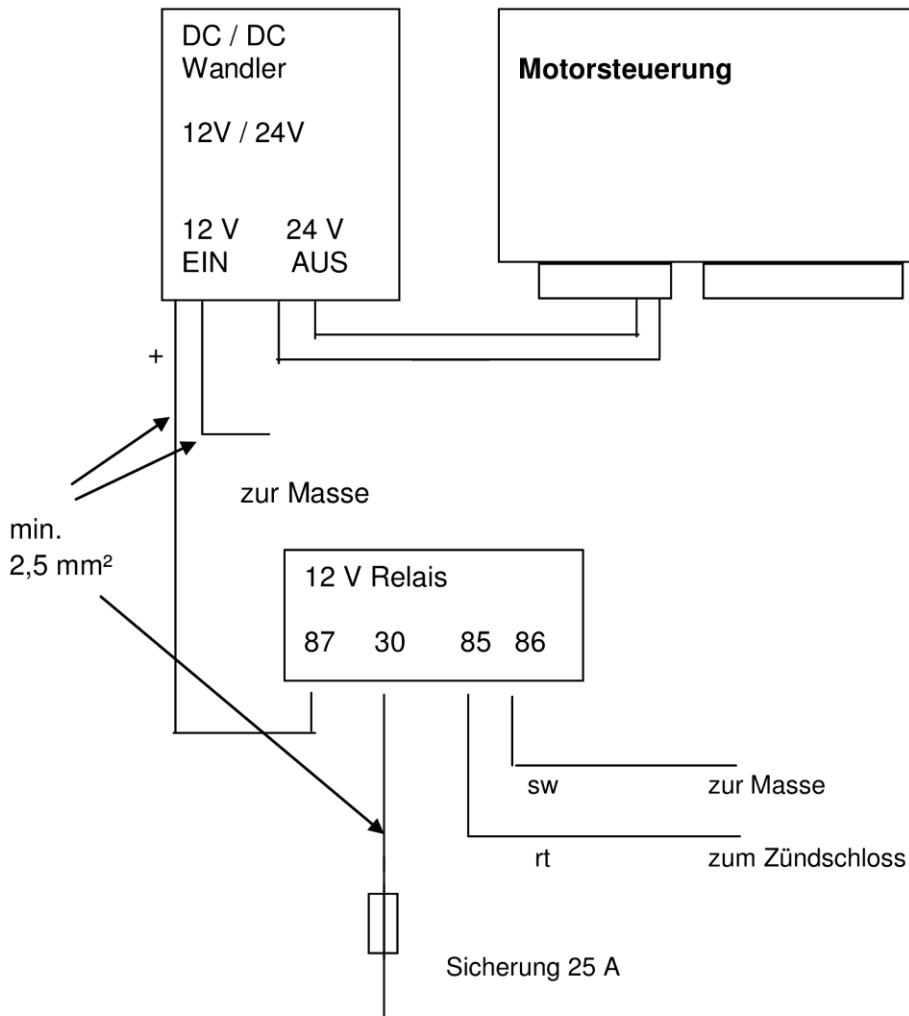 DC / DC
Wandler
12V / 24V
12 V 24 V
EIN AUS
Motorsteuerung
+
zur Masse
min.
2,5 mm²
12 V Relais
87 30 85 86
sw zur Masse
rt zum Zündschloss
Sicherung 25 A